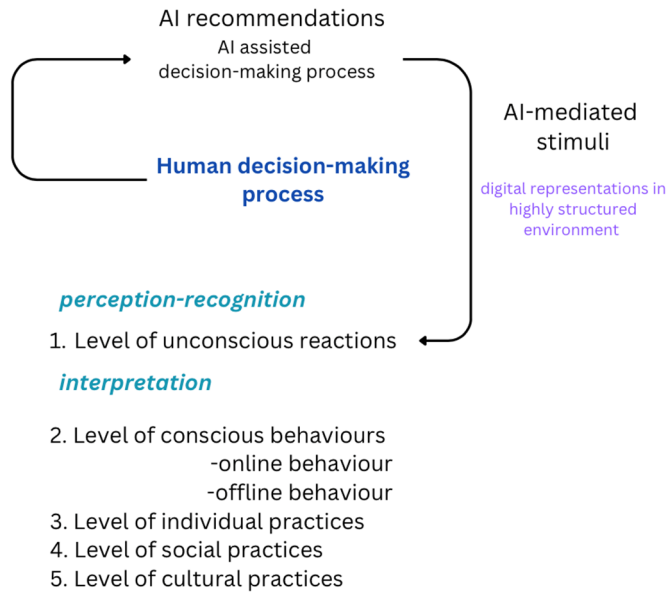 AI recommendations
AI assisted
decision-making process
AI-mediated
stimuli
Human decision-making
process
digital representations in
highly structured
environment
perception-recognition
1. Level of unconscious reactions
interpretation
2. Level of conscious behaviours
-online behaviour
-offline behaviour
3. Level of individual practices
4. Level of social practices
5. Level of cultural practices